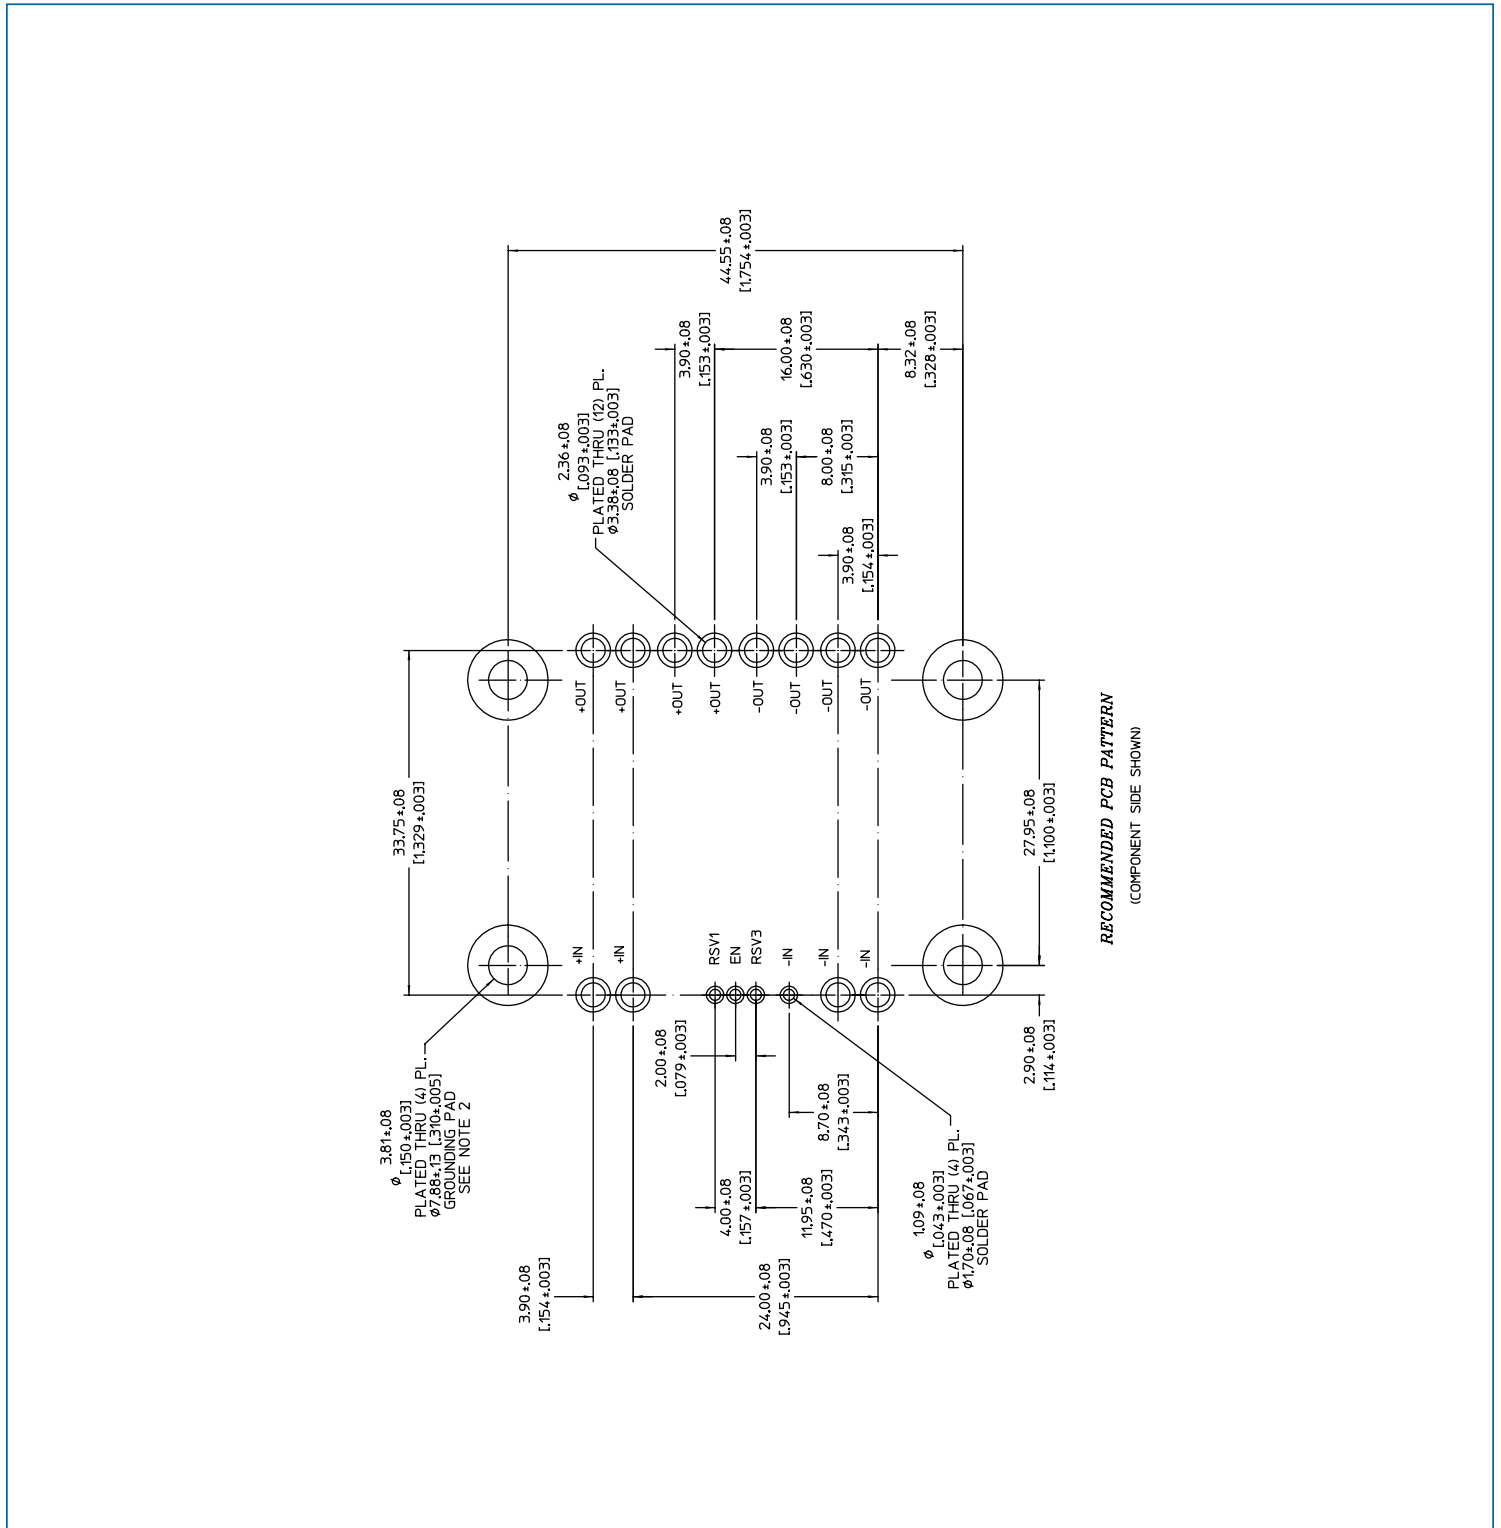 44.55±.08
[1.754±.003]
3.90±.08
[.153±.003]
16.00±.08
[.630±.003]
8.32±.08
[.328±.003]
2.36±.08
ø
[.093±.003]
PLATED THRU (12) PL.
ø3.38±.08 [.133±.003]
SOLDER PAD
3.90±.08
[.153±.003]
8.00±.08
[.315±.003]
3.90±.08
[.154±.003]
+OUT
+OUT
+OUT
+OUT
-OUT
-OUT
-OUT
-OUT
33.75±.08
[1.329±.003]
27.95±.08
[1.100±.003]
RECOMMENDED PCB PATTERN
(COMPONENT SIDE SHOWN)
+IN
+IN
RSV1
EN
RSV3
-IN
-IN
-IN
2.00±.08
[.079±.003]
2.90±.08
[.114±.003]
3.81±.08
ø
[.150±.003]
PLATED THRU (4) PL.
ø7.88±.13 [.310±.005]
GROUNDING PAD
SEE NOTE 2
8.70±.08
[.343±.003]
4.00±.08
[.157±.003]
11.95±.08
[.470±.003]
1.09±.08
ø
[.043±.003]
PLATED THRU (4) PL.
ø1.70±.08 [.067±.003]
SOLDER PAD
3.90±.08
[.154±.003]
24.00±.08
[.945±.003]